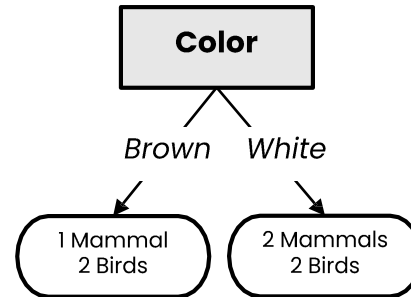 Color
Brown
White
1 Mammal
2 Birds
2 Mammals
2 Birds